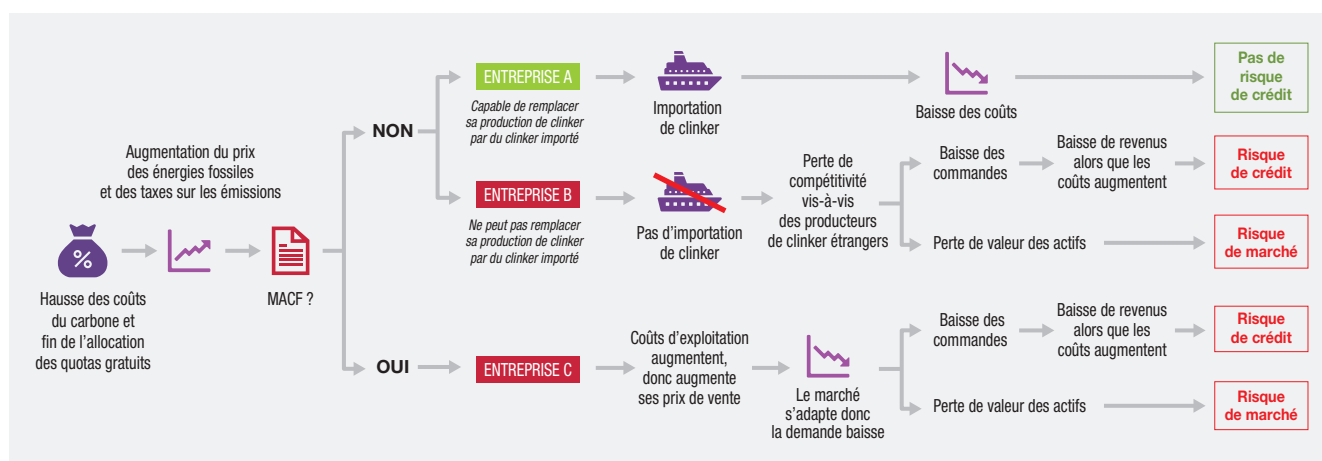 Hausse des coûts
du carbone et
fin de l'allocation
des quotas gratuits
%
Augmentation du prix
des énergies fossiles
et des taxes sur les émissions
MACF ?
NON
ENTREPRISE A
Capable de remplacer
sa production de clinker
par du clinker importé
Importation
de clinker
Baisse des coûts
Pas de
risque
de crédit
ENTREPRISE B
Ne peut pas remplacer
sa production de clinker
par du clinker importé
Pas d'importation
de clinker
Perte de
compétitivité
vis-à-vis
des producteurs
de clinker étrangers
Baisse des
commandes
Baisse de revenus
alors que les
coûts augmentent
Risque
de crédit
Perte de valeur des actifs
Risque
de marché
OUI
ENTREPRISE C
Coûts d'exploitation
augmentent,
donc augmente
ses prix de vente
Le marché
s'adapte donc
la demande baisse
Baisse des
commandes
Baisse de revenus
alors que les
coûts augmentent
Risque
de crédit
Perte de valeur des actifs
Risque
de marché